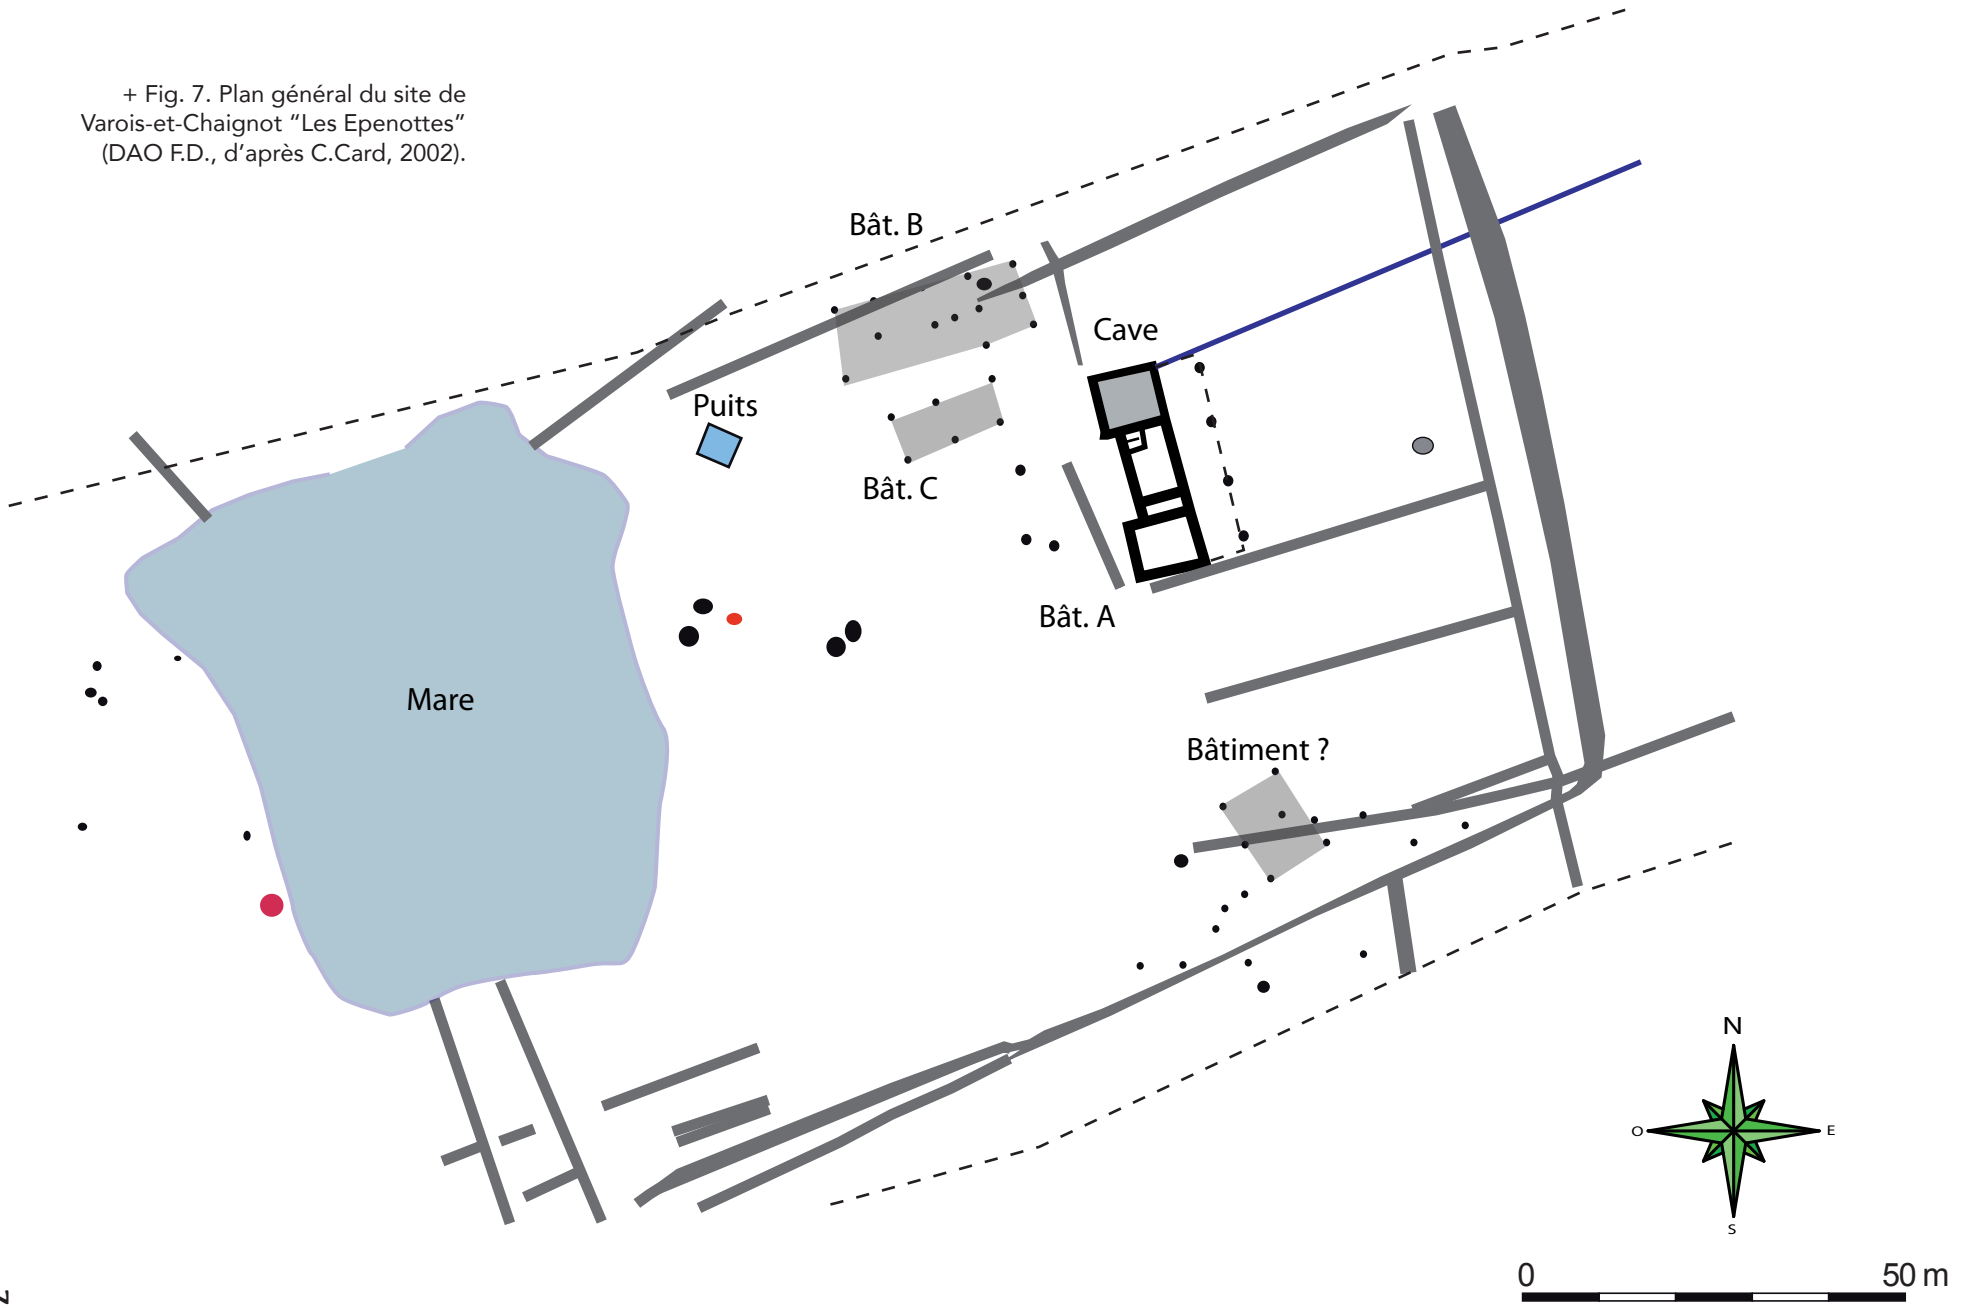 + Fig. 7. Plan général du site de
Varois-et-Chaignot “Les Epenottes”
(DAO F.D., d’après C.Card, 2002).
Bât. B
Cave
Puits
Bât. C
Bât. A
Mare
Bâtiment ?
N
O
E
S
0
50 m